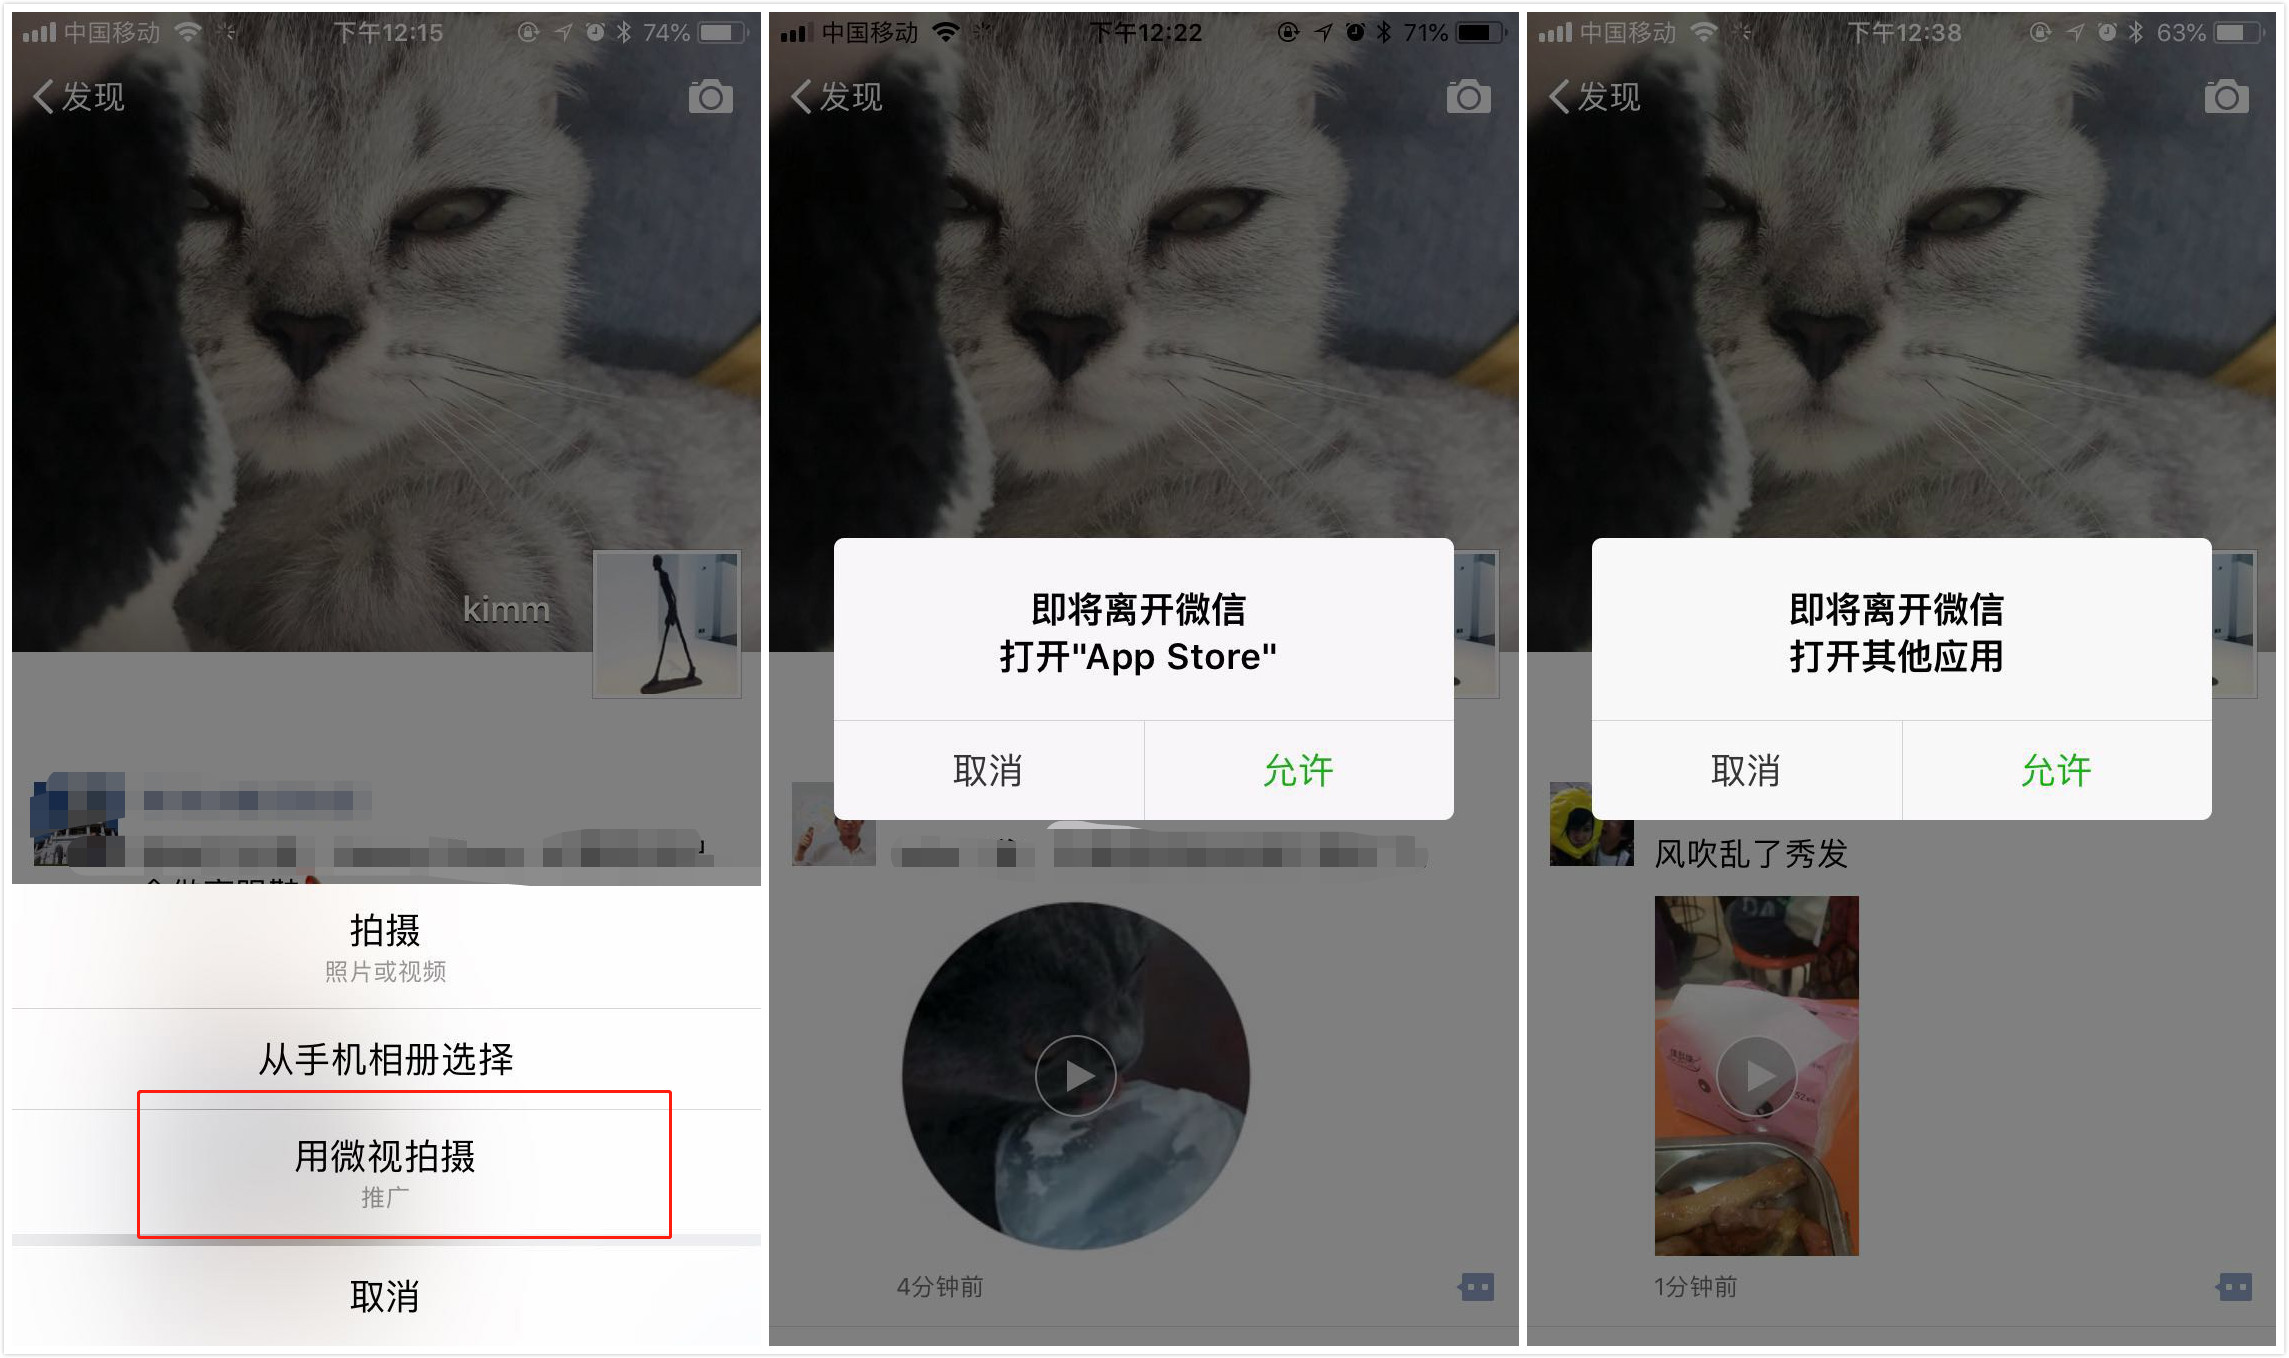 中国移动 下午12:15 74%
发现
kimm
拍摄
照片或视频
从手机相册选择
用微视拍摄
推广
取消
中国移动 下午12:22 71%
发现
即将离开微信
打开"App Store"
取消 允许
4分钟前
中国移动 下午12:38 63%
发现
即将离开微信
打开其他应用
取消 允许
风吹乱了秀发
1分钟前